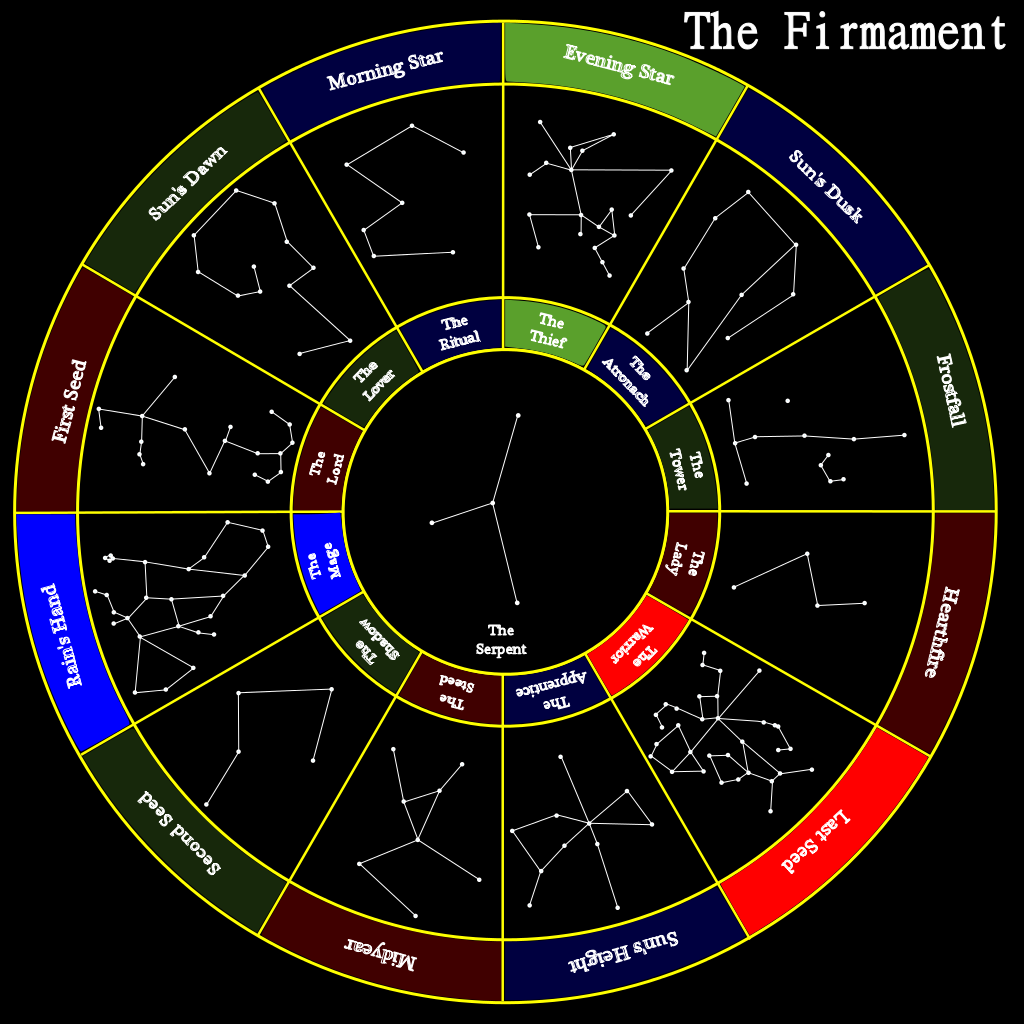 The Firmament
Morning Star
Evening Star
Sun's Dusk
Frostfall
Hearthfire
Last Seed
Sun's Height
Midyear
Second Seed
Rain's Hand
First Seed
Sun's Dawn
The
Ritual
The
Thief
The
Atronach
The
Tower
The
Lady
The
Warrior
The
Apprentice
The
Steed
The
Shadow
The
Mage
The
Lord
The
Lover
The
Serpent